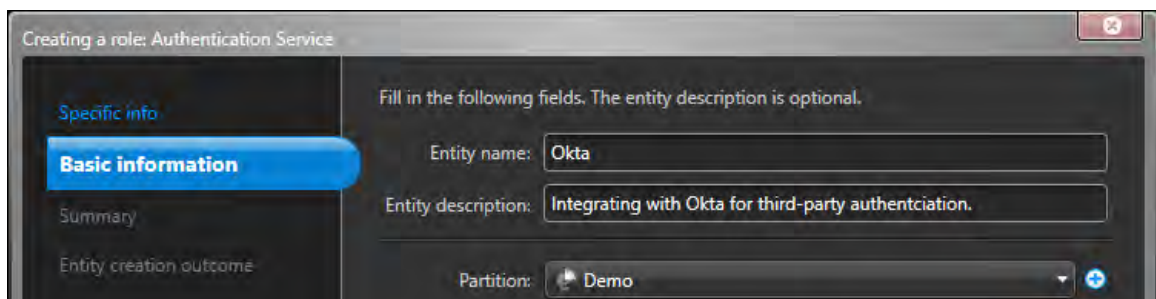 Creating a role: Authentication Service
Specific info
Fill in the following fields. The entity description is optional.
Basic information
Entity name: Okta
Summary
Entity description: Integrating with Okta for third-party authentciation.
Entity creation outcome
Partition: Demo